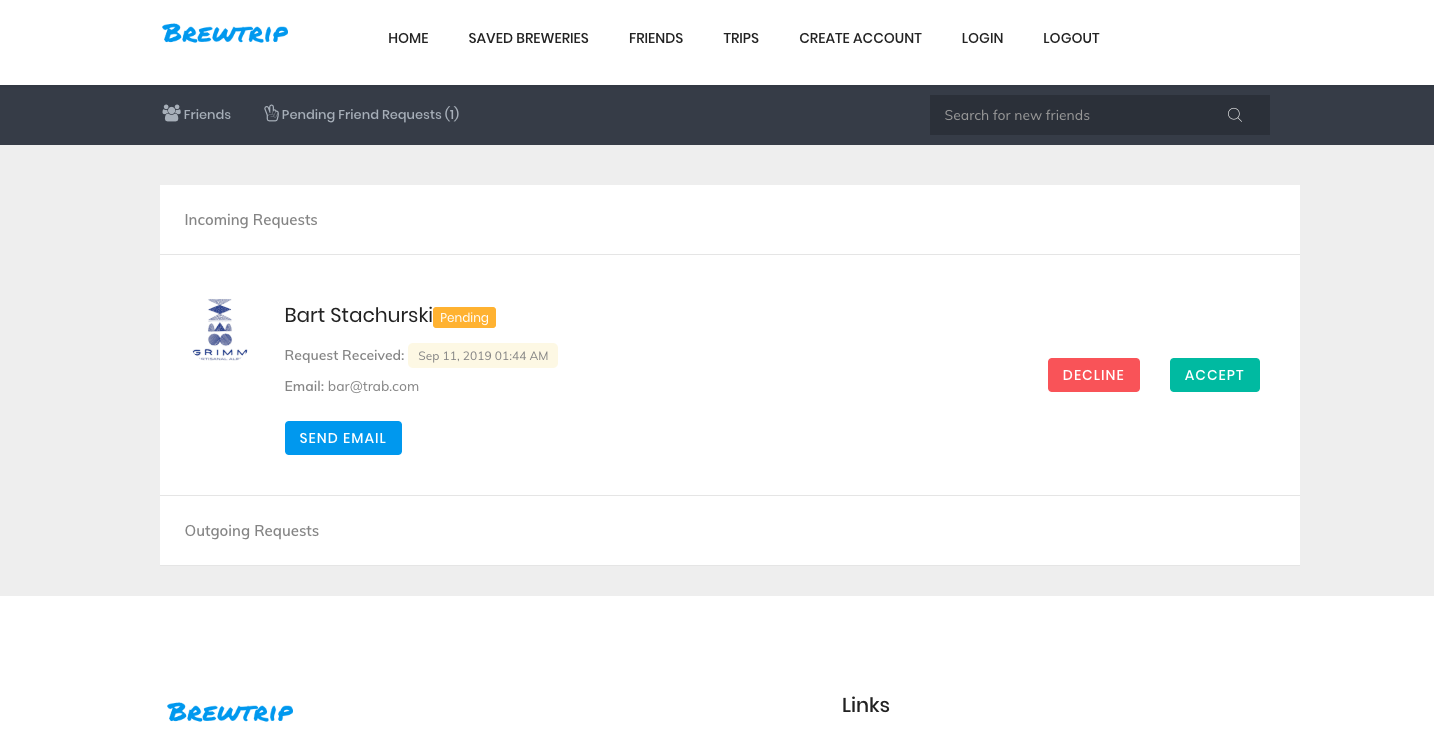 Brewtrip
HOME SAVED BREWERIES FRIENDS TRIPS CREATE ACCOUNT LOGIN LOGOUT
Friends Pending Friend Requests (1) Search for new friends
Incoming Requests
GRIMM
ARTISANAL ALES
Bart Stachurski Pending
Request Received: Sep 11, 2019 01:44 AM
Email: bar@trab.com
DECLINE ACCEPT
SEND EMAIL
Outgoing Requests
Brewtrip
Links